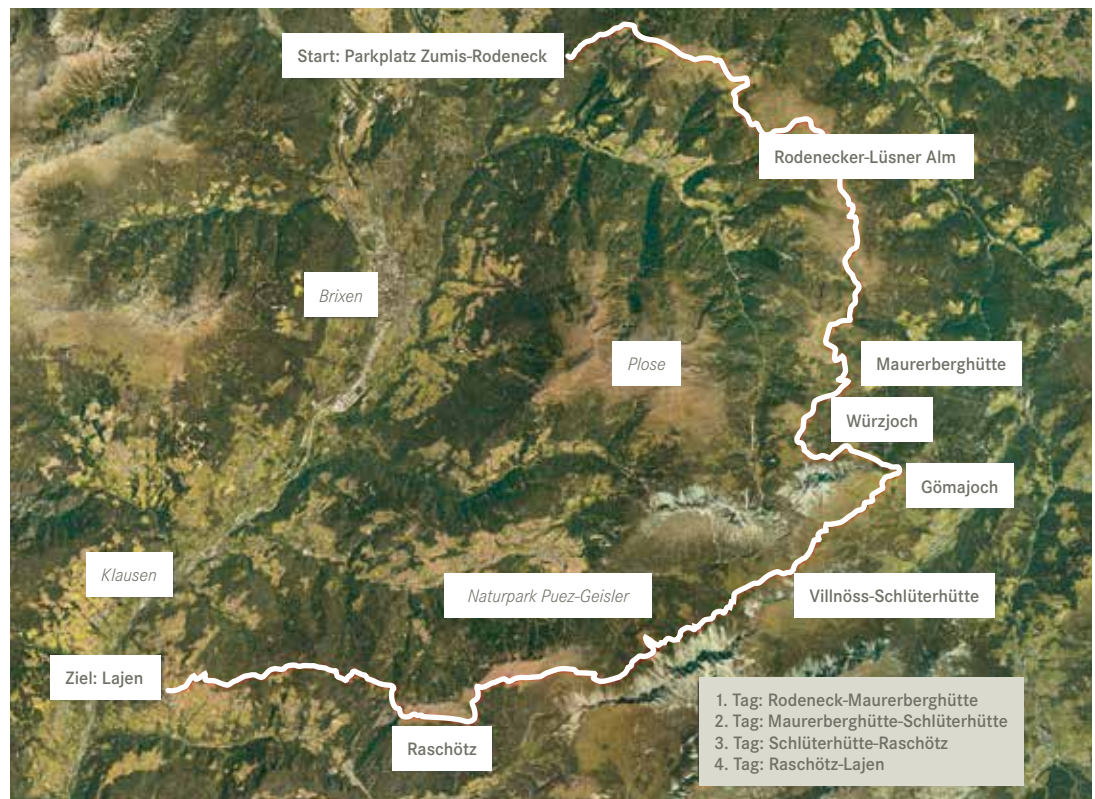 Start: Parkplatz Zumis-Rodeneck
Rodenecker-Lüsner Alm
Brixen
Plose
Maurerberghütte
Würzjoch
Gömajoch
Klausen
Naturpark Puez-Geisler
Villnöss-Schlüterhütte
Ziel: Lajen
Raschötz
1. Tag: Rodeneck-Maurerberghütte
2. Tag: Maurerberghütte-Schlüterhütte
3. Tag: Schlüterhütte-Raschötz
4. Tag: Raschötz-Lajen